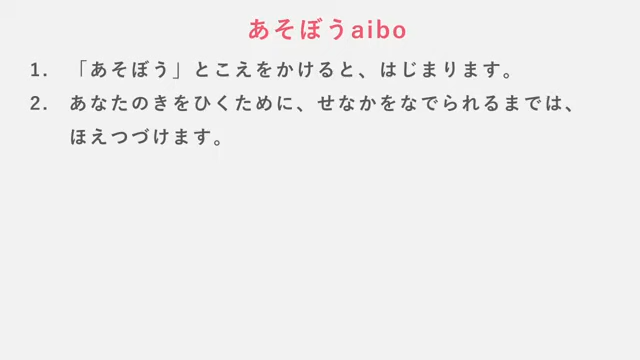 あそぼうaibo
1. 「あそぼう」とこえをかけると、はじまります。
2. あなたのきをひくために、せなかをなでられるまでは、
ほえつづけます。